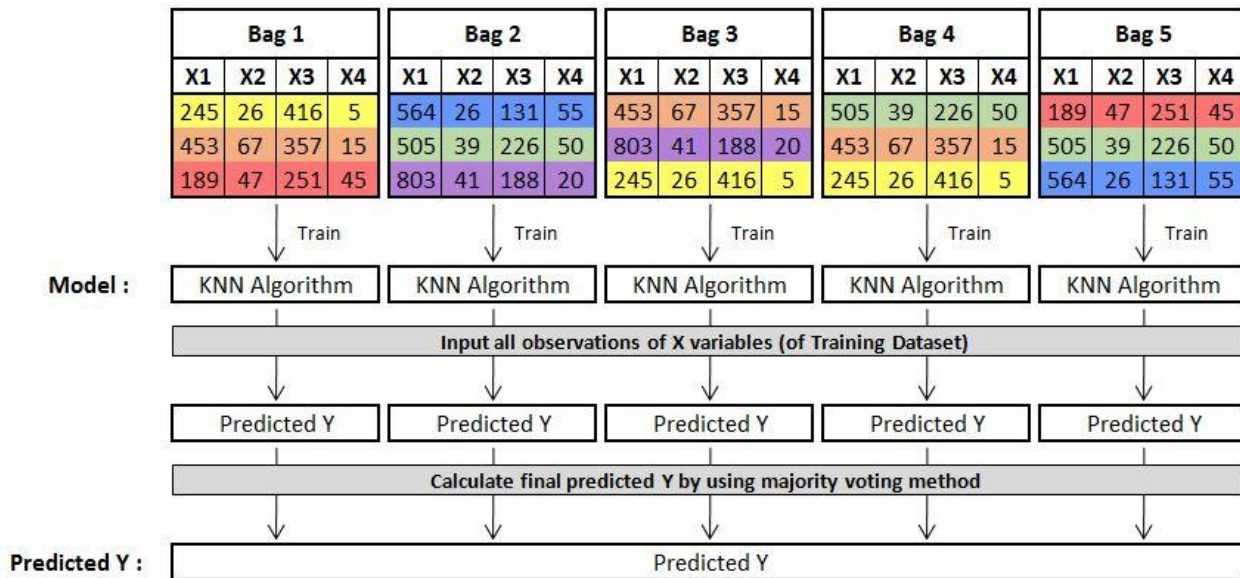 Bag 1 Bag 2 Bag 3 Bag 4 Bag 5
X1 X2 X3 X4 X1 X2 X3 X4 X1 X2 X3 X4 X1 X2 X3 X4 X1 X2 X3 X4
245 26 416 5 564 26 131 55 453 67 357 15 505 39 226 50 189 47 251 45
453 67 357 15 505 39 226 50 803 41 188 20 453 67 357 15 505 39 226 50
189 47 251 45 803 41 188 20 245 26 416 5 245 26 416 5 564 26 131 55
Train Train Train Train Train
Model : KNN Algorithm KNN Algorithm KNN Algorithm KNN Algorithm KNN Algorithm
Input all observations of X variables (of Training Dataset)
Predicted Y Predicted Y Predicted Y Predicted Y Predicted Y
Calculate final predicted Y by using majority voting method
Predicted Y : Predicted Y